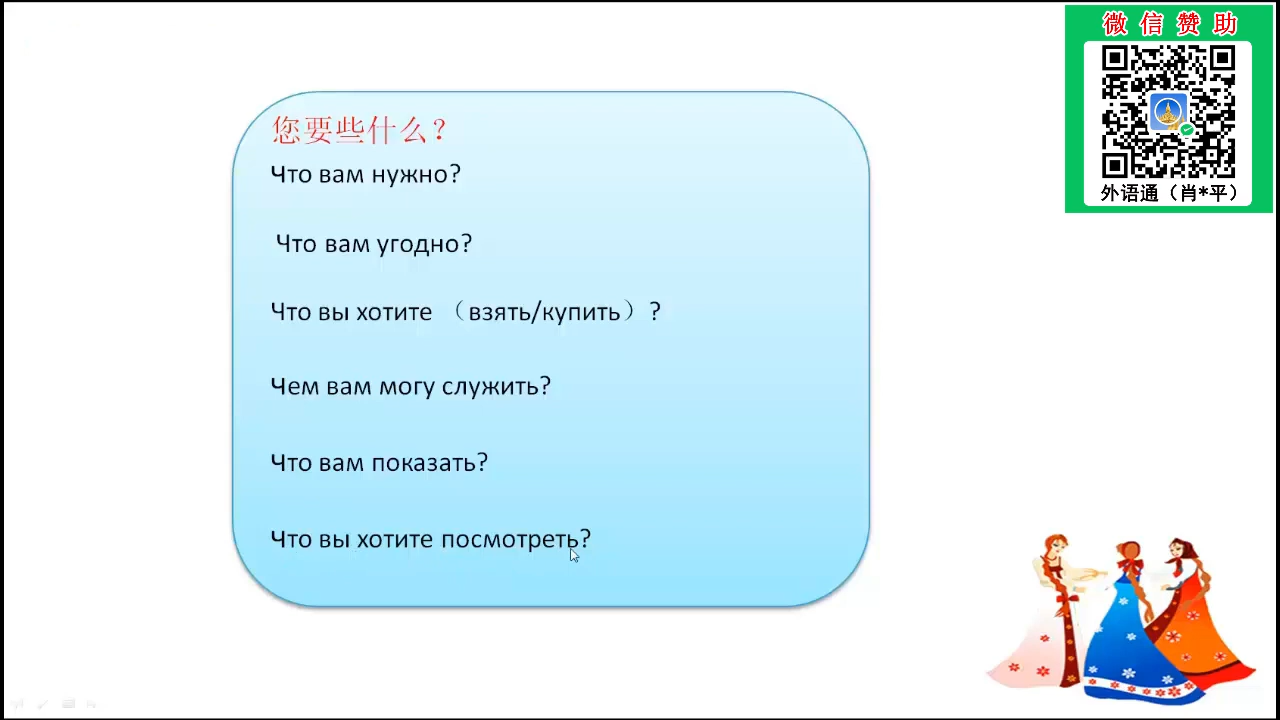 微信赞助
外语通（肖*平）
您要些什么？
Что вам нужно?
Что вам угодно?
Что вы хотите （взять/купить）?
Чем вам могу служить?
Что вам показать?
Что вы хотите посмотреть?